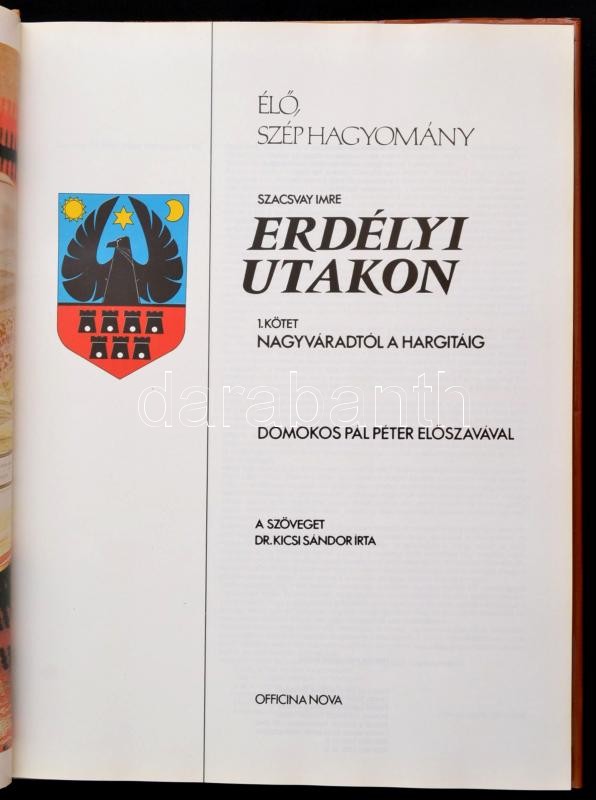 ÉLŐ,
SZÉP HAGYOMÁNY
SZACSVAY IMRE
ERDÉLYI
UTAKON
1. KÖTET
NAGYVÁRADTÓL A HARGITÁIG
darabanth
DOMOKOS PÁL PÉTER ELŐSZAVÁVAL
A SZÖVEGET
DR. KICSI SÁNDOR ÍRTA
OFFICINA NOVA